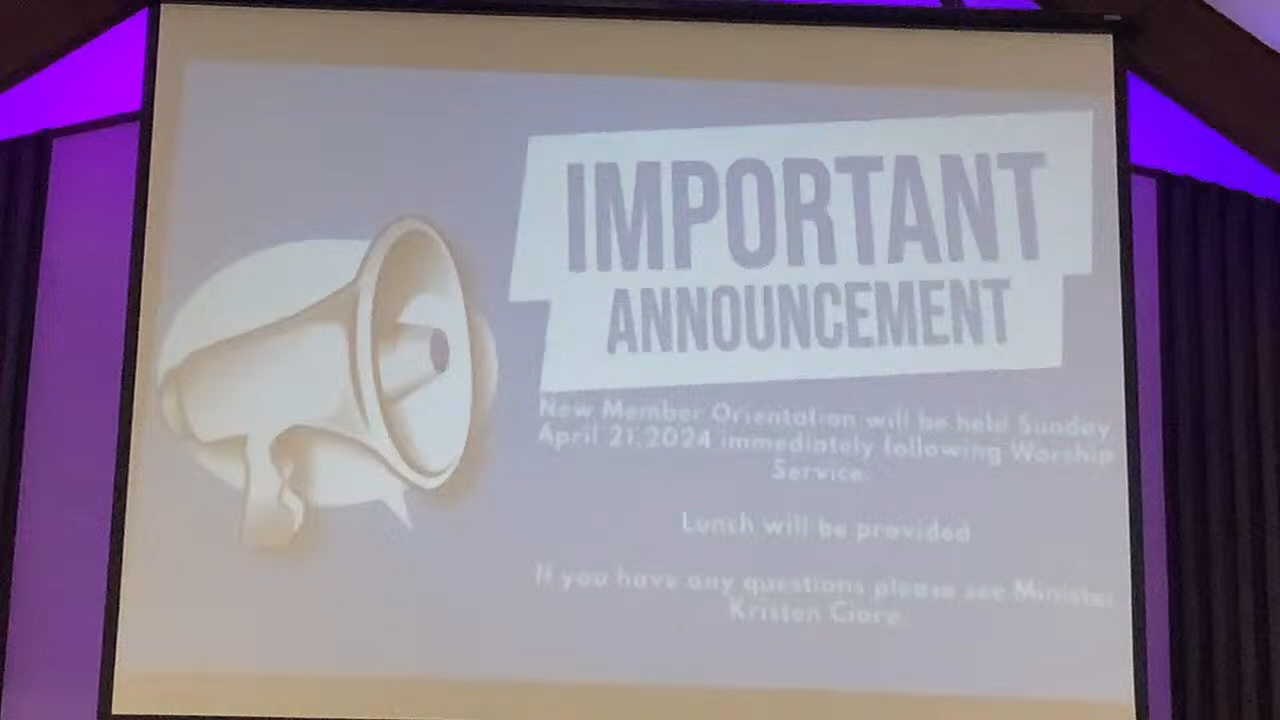 IMPORTANT
ANNOUNCEMENT
New Member Orientation will be held Sunday
April 21,2024 immediately following Worship
Service.
Lunch will be provided
If you have any questions please see Minister
Kristen